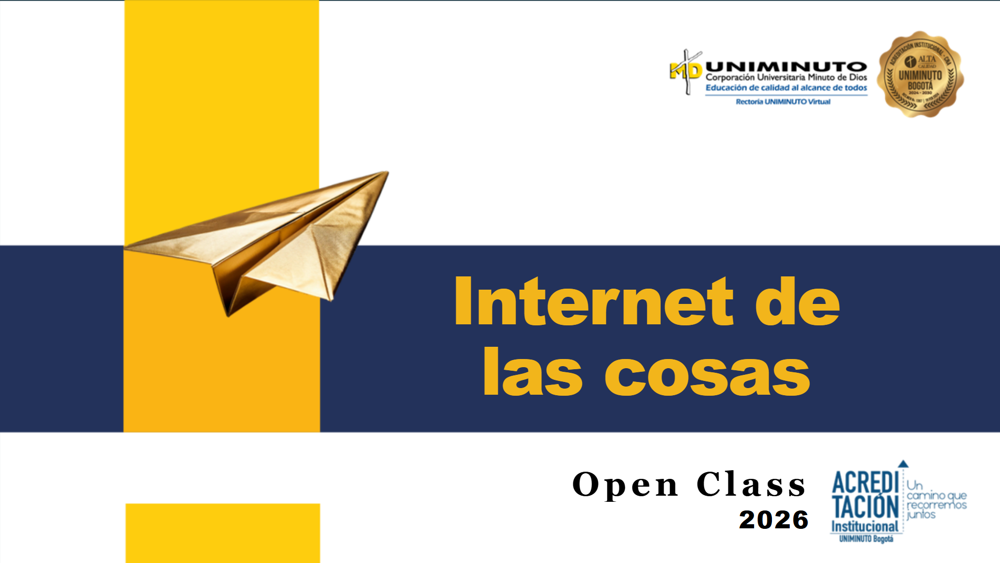 MD UNIMINUTO
Corporación Universitaria Minuto de Dios
Educación de calidad al alcance de todos
Rectoría UNIMINUTO Virtual
ACREDITACIÓN INSTITUCIONAL - CNA
ALTA
CALIDAD
UNIMINUTO
BOGOTÁ
2024 - 2030
Internet de
las cosas
Open Class
2026
ACREDI
TACIÓN
Institucional
UNIMINUTO Bogotá
Un
camino que
recorremos
juntos